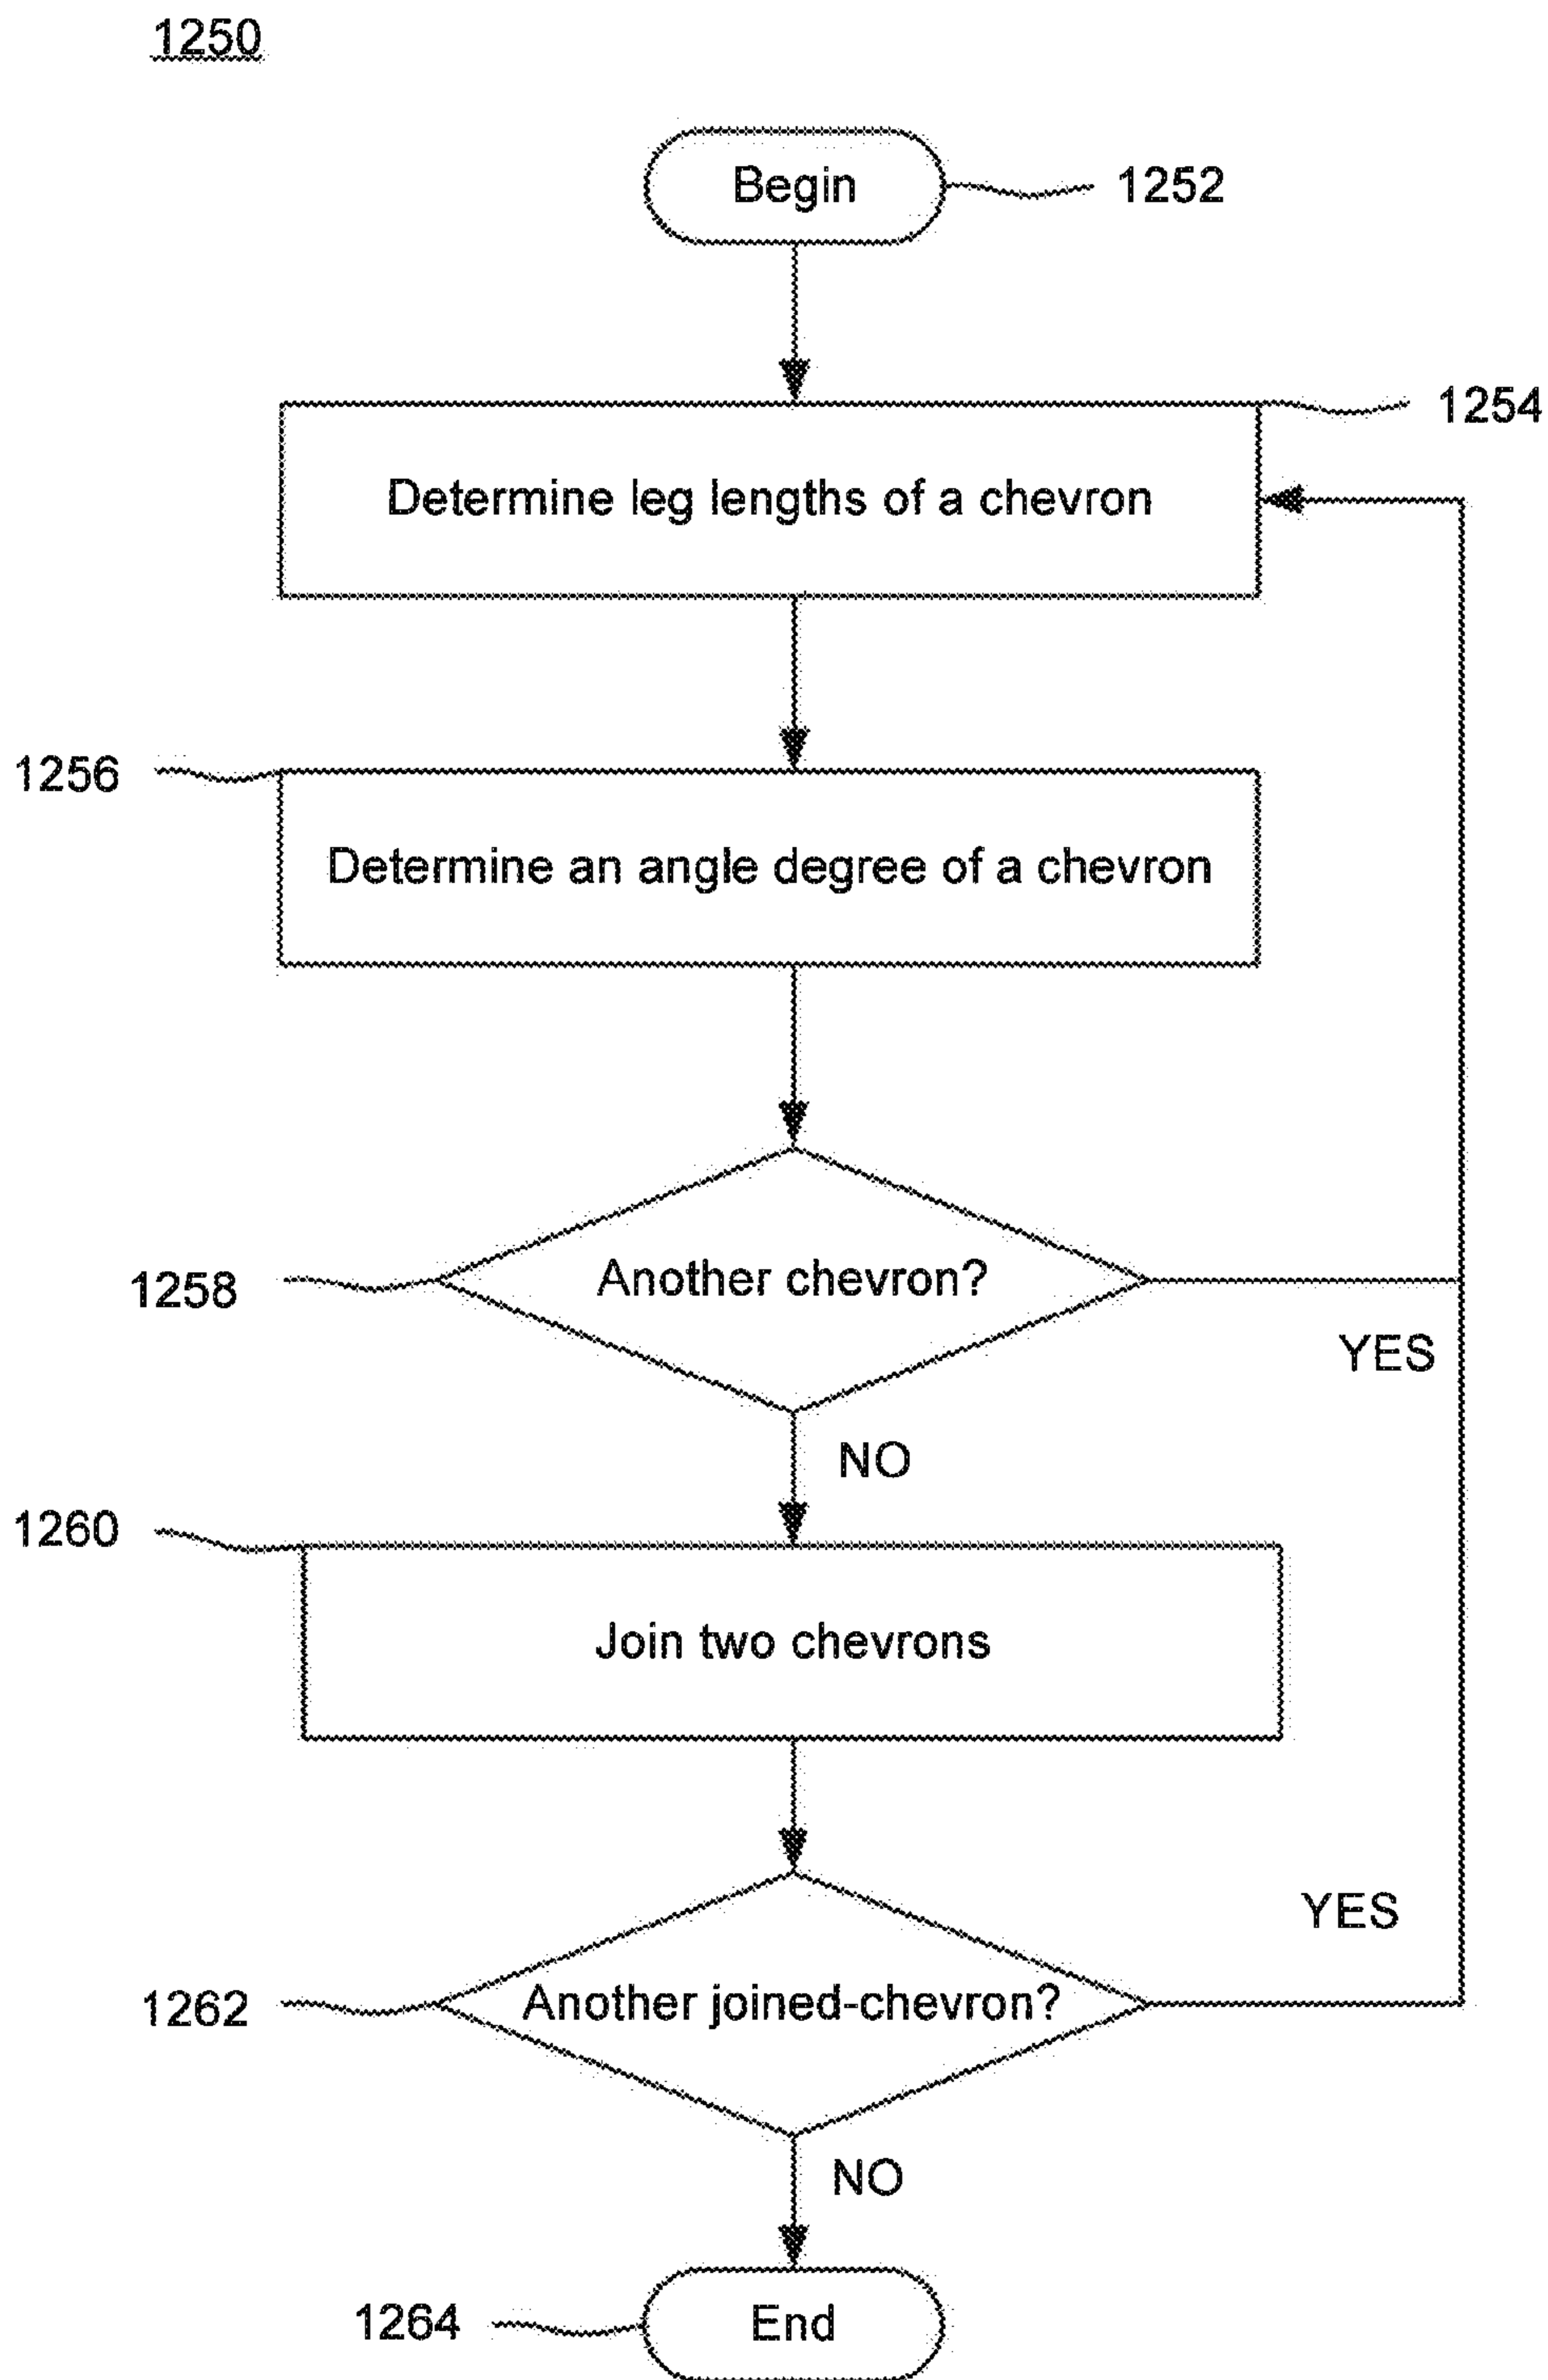 1250
Begin
1252
1254
Determine leg lengths of a chevron
1256
Determine an angle degree of a chevron
1258
Another chevron?
YES
NO
1260
Join two chevrons
YES
1262
Another joined-chevron?
NO
1264
End